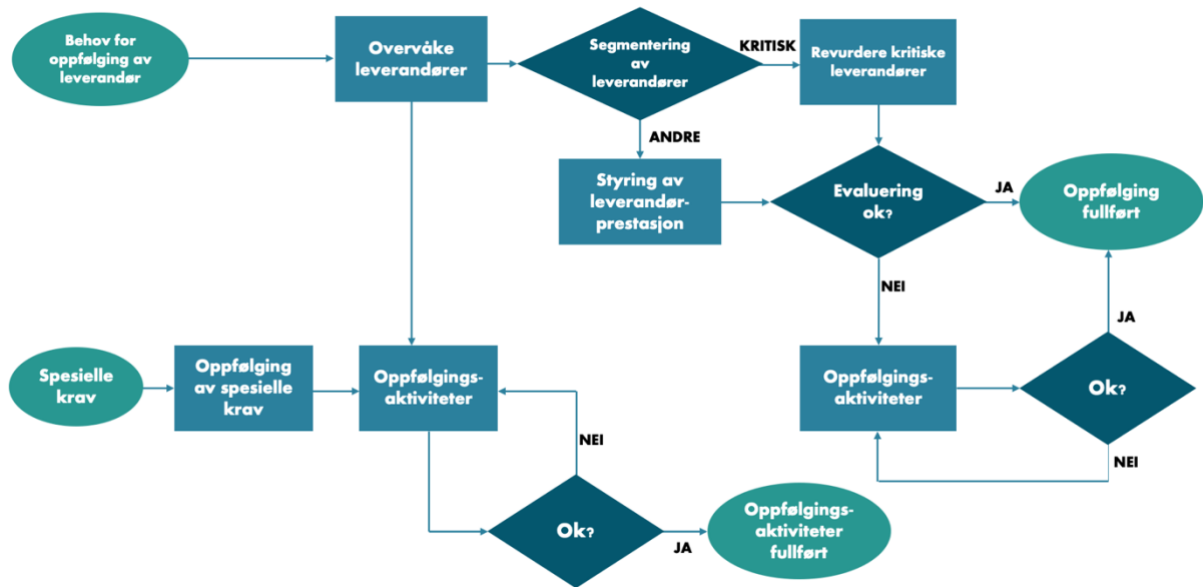 Behov for
oppfølging av
leverandør
Overvåke
leverandører
Segmentering
av
leverandører
KRITISK
Revurdere kritiske
leverandører
ANDRE
Styring av
leverandør-
prestasjon
Evaluering
ok?
JA
Oppfølging
fullført
NEI
JA
Spesielle
krav
Oppfølging
av spesielle
krav
Oppfølgings-
aktiviteter
Oppfølgings-
aktiviteter
Ok?
NEI
NEI
Ok?
JA
Oppfølgings-
aktiviteter
fullført